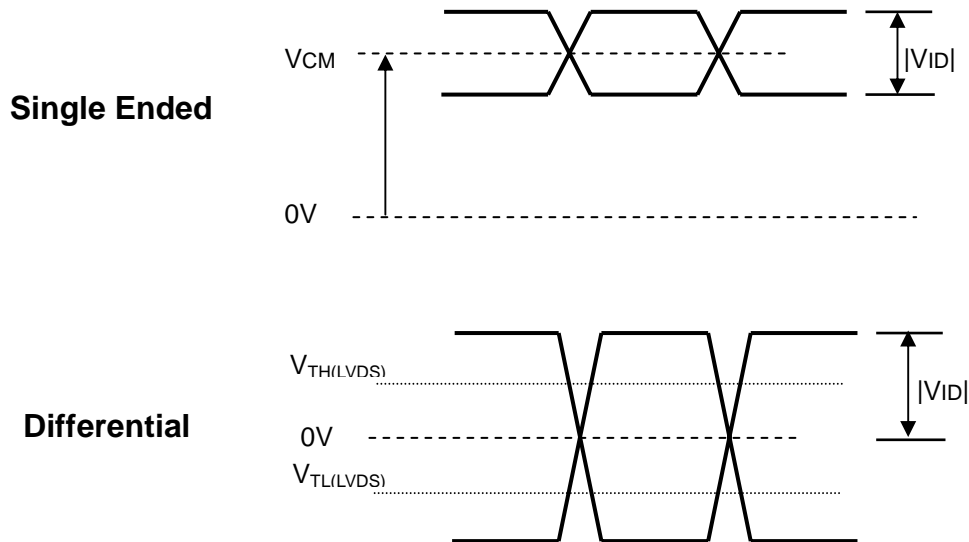 VCM
|VID|
Single Ended
0V
VTH(LVDS)
|VID|
Differential
0V
VTL(LVDS)